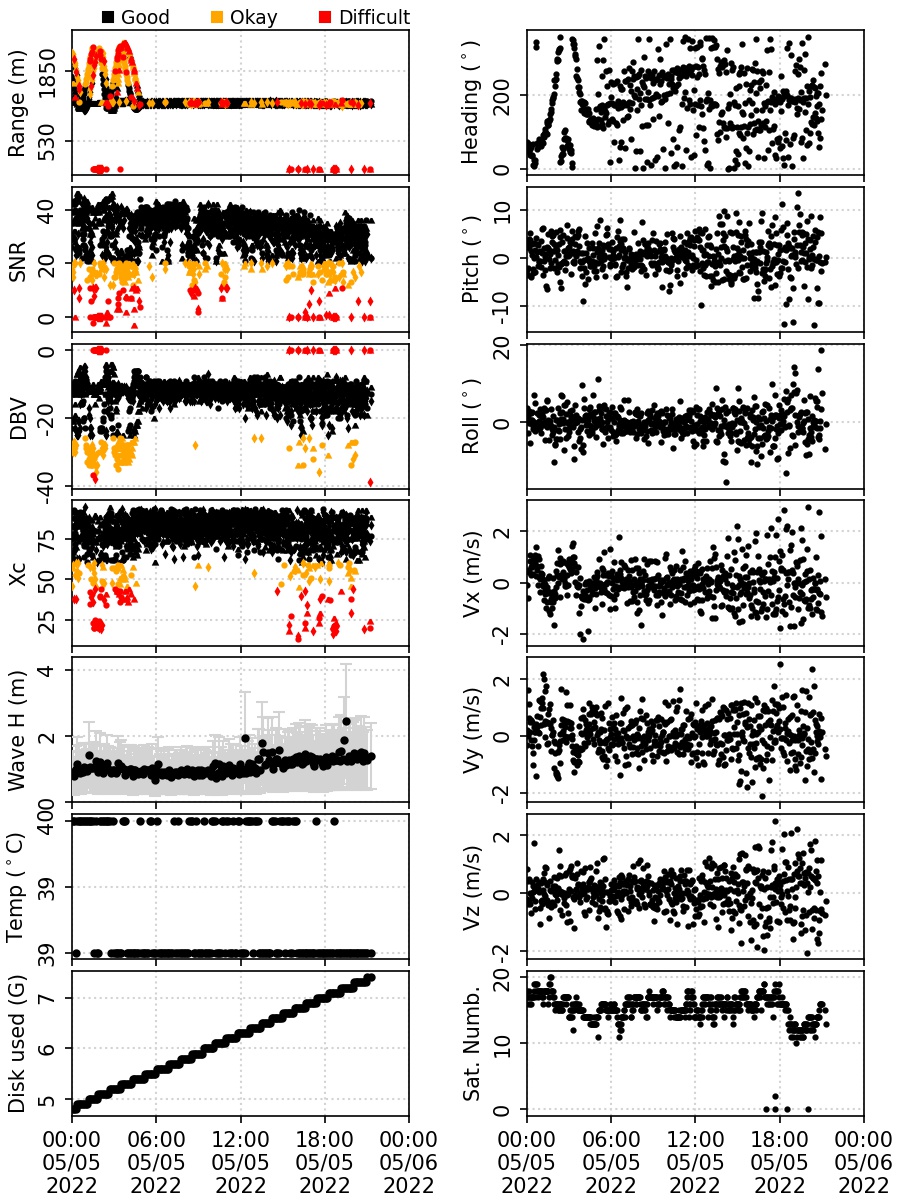 Good Okay Difficult
Range (m)
1850
530
Heading (°)
200
0
SNR
40
20
0
Pitch (°)
10
0
-10
DBV
0
-20
-40
Roll (°)
20
0
Xc
75
50
25
Vx (m/s)
2
0
-2
Wave H (m)
4
2
0
Vy (m/s)
2
0
-2
Temp (°C)
40
39
39
Vz (m/s)
2
0
-2
Disk used (G)
7
6
5
Sat. Numb.
20
10
0
00:00 06:00 12:00 18:00 00:00
05/05 05/05 05/05 05/05 05/06
2022 2022 2022 2022 2022
00:00 06:00 12:00 18:00 00:00
05/05 05/05 05/05 05/05 05/06
2022 2022 2022 2022 2022